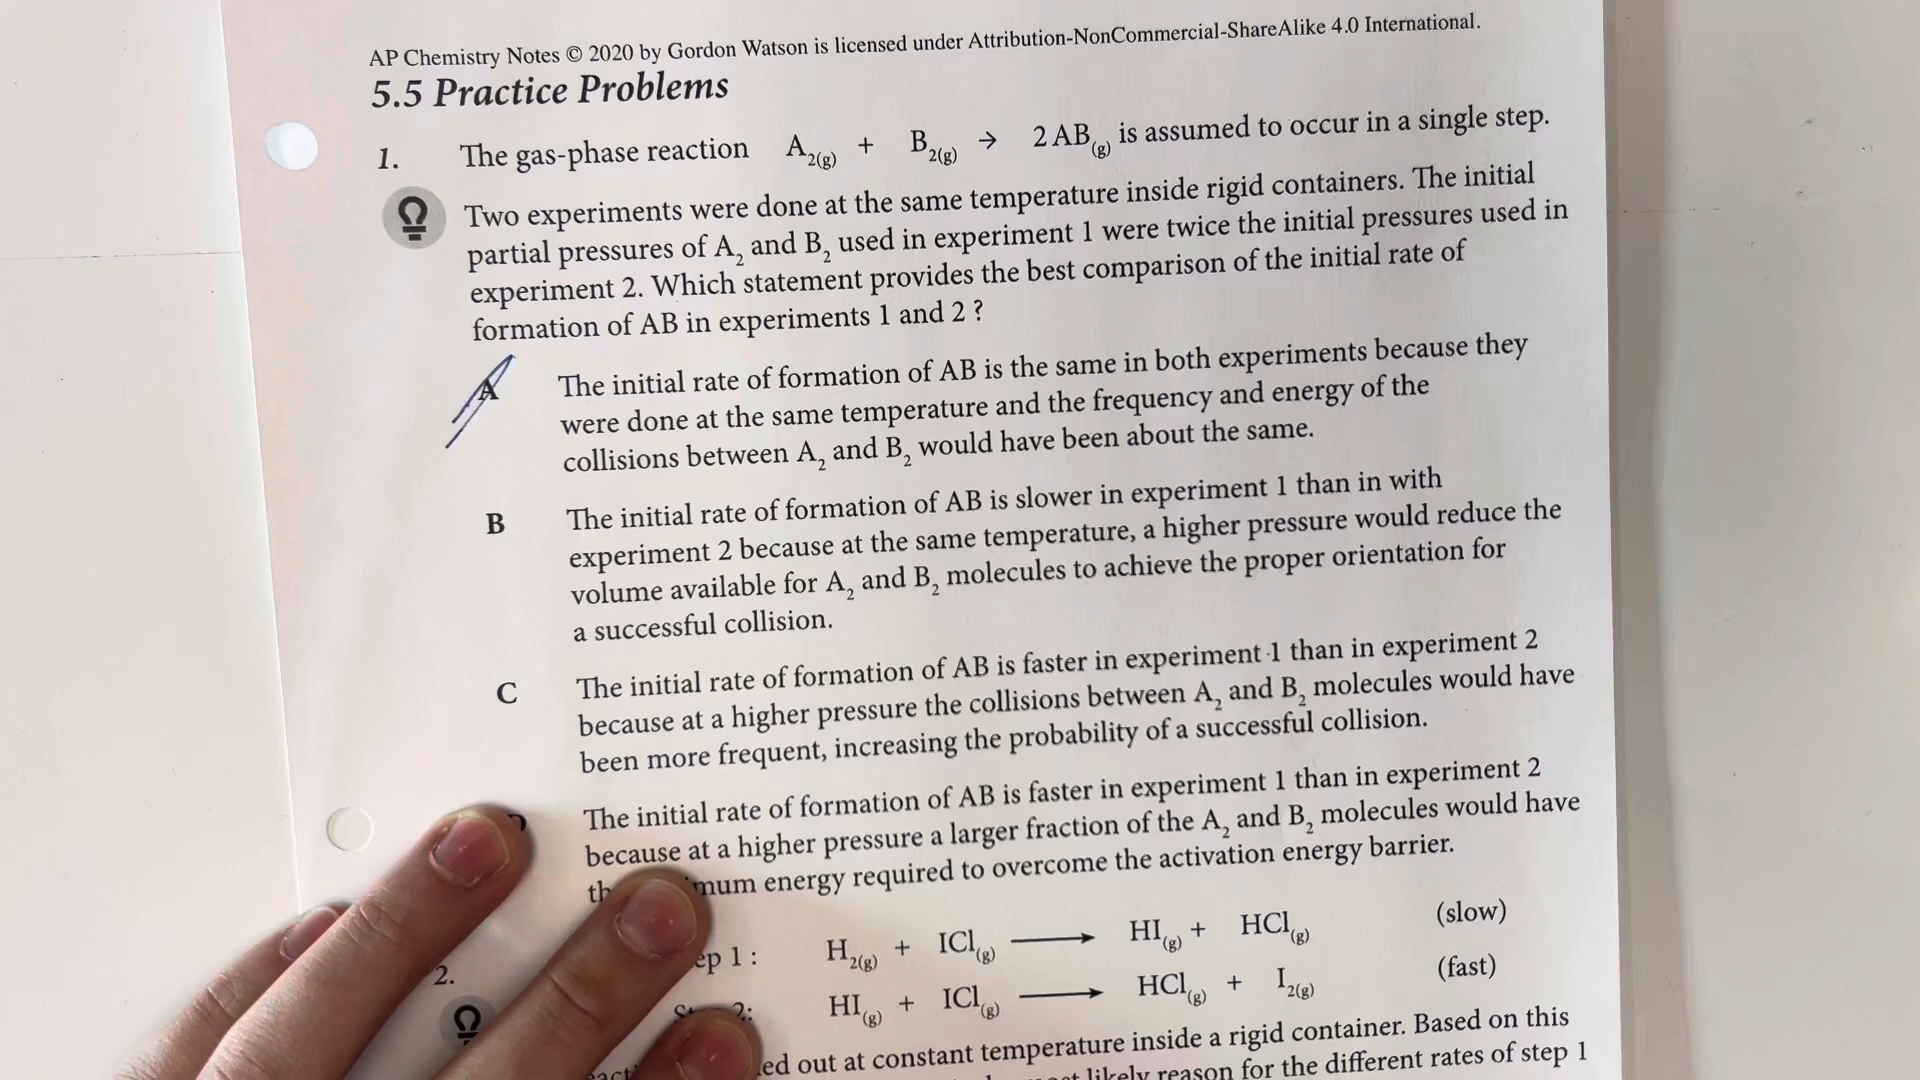 AP Chemistry Notes © 2020 by Gordon Watson is licensed under Attribution-NonCommercial-ShareAlike 4.0 International.
5.5 Practice Problems
1. The gas-phase reaction A2(g) + B2(g) → 2 AB(g) is assumed to occur in a single step.
Two experiments were done at the same temperature inside rigid containers. The initial
partial pressures of A2 and B2 used in experiment 1 were twice the initial pressures used in
experiment 2. Which statement provides the best comparison of the initial rate of
formation of AB in experiments 1 and 2 ?
A The initial rate of formation of AB is the same in both experiments because they
were done at the same temperature and the frequency and energy of the
collisions between A2 and B2 would have been about the same.
B The initial rate of formation of AB is slower in experiment 1 than in with
experiment 2 because at the same temperature, a higher pressure would reduce the
volume available for A2 and B2 molecules to achieve the proper orientation for
a successful collision.
C The initial rate of formation of AB is faster in experiment 1 than in experiment 2
because at a higher pressure the collisions between A2 and B2 molecules would have
been more frequent, increasing the probability of a successful collision.
The initial rate of formation of AB is faster in experiment 1 than in experiment 2
because at a higher pressure a larger fraction of the A2 and B2 molecules would have
energy required to overcome the activation energy barrier.
2. 1 : H2(g) + ICl(g) ⟶ HI(g) + HCl(g) (slow)
2: HI(g) + ICl(g) ⟶ HCl(g) + I2(g) (fast)
out at constant temperature inside a rigid container. Based on this
likely reason for the different rates of step 1